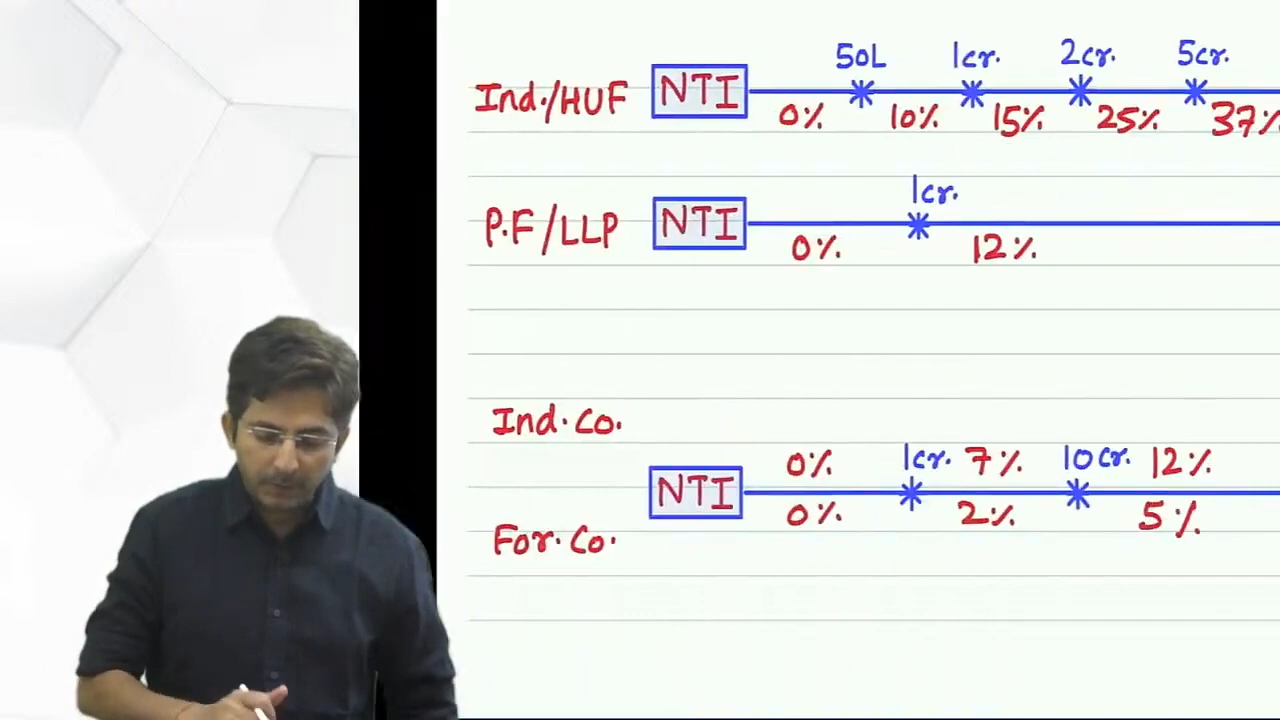 50L 1cr. 2cr. 5cr.
Ind./HUF NTI 0% 10% 15% 25% 37%
1cr.
P.F/LLP NTI 0% 12%
Ind. Co.
0% 1cr. 7% 10cr. 12%
NTI 0% 2% 5%
For. Co.